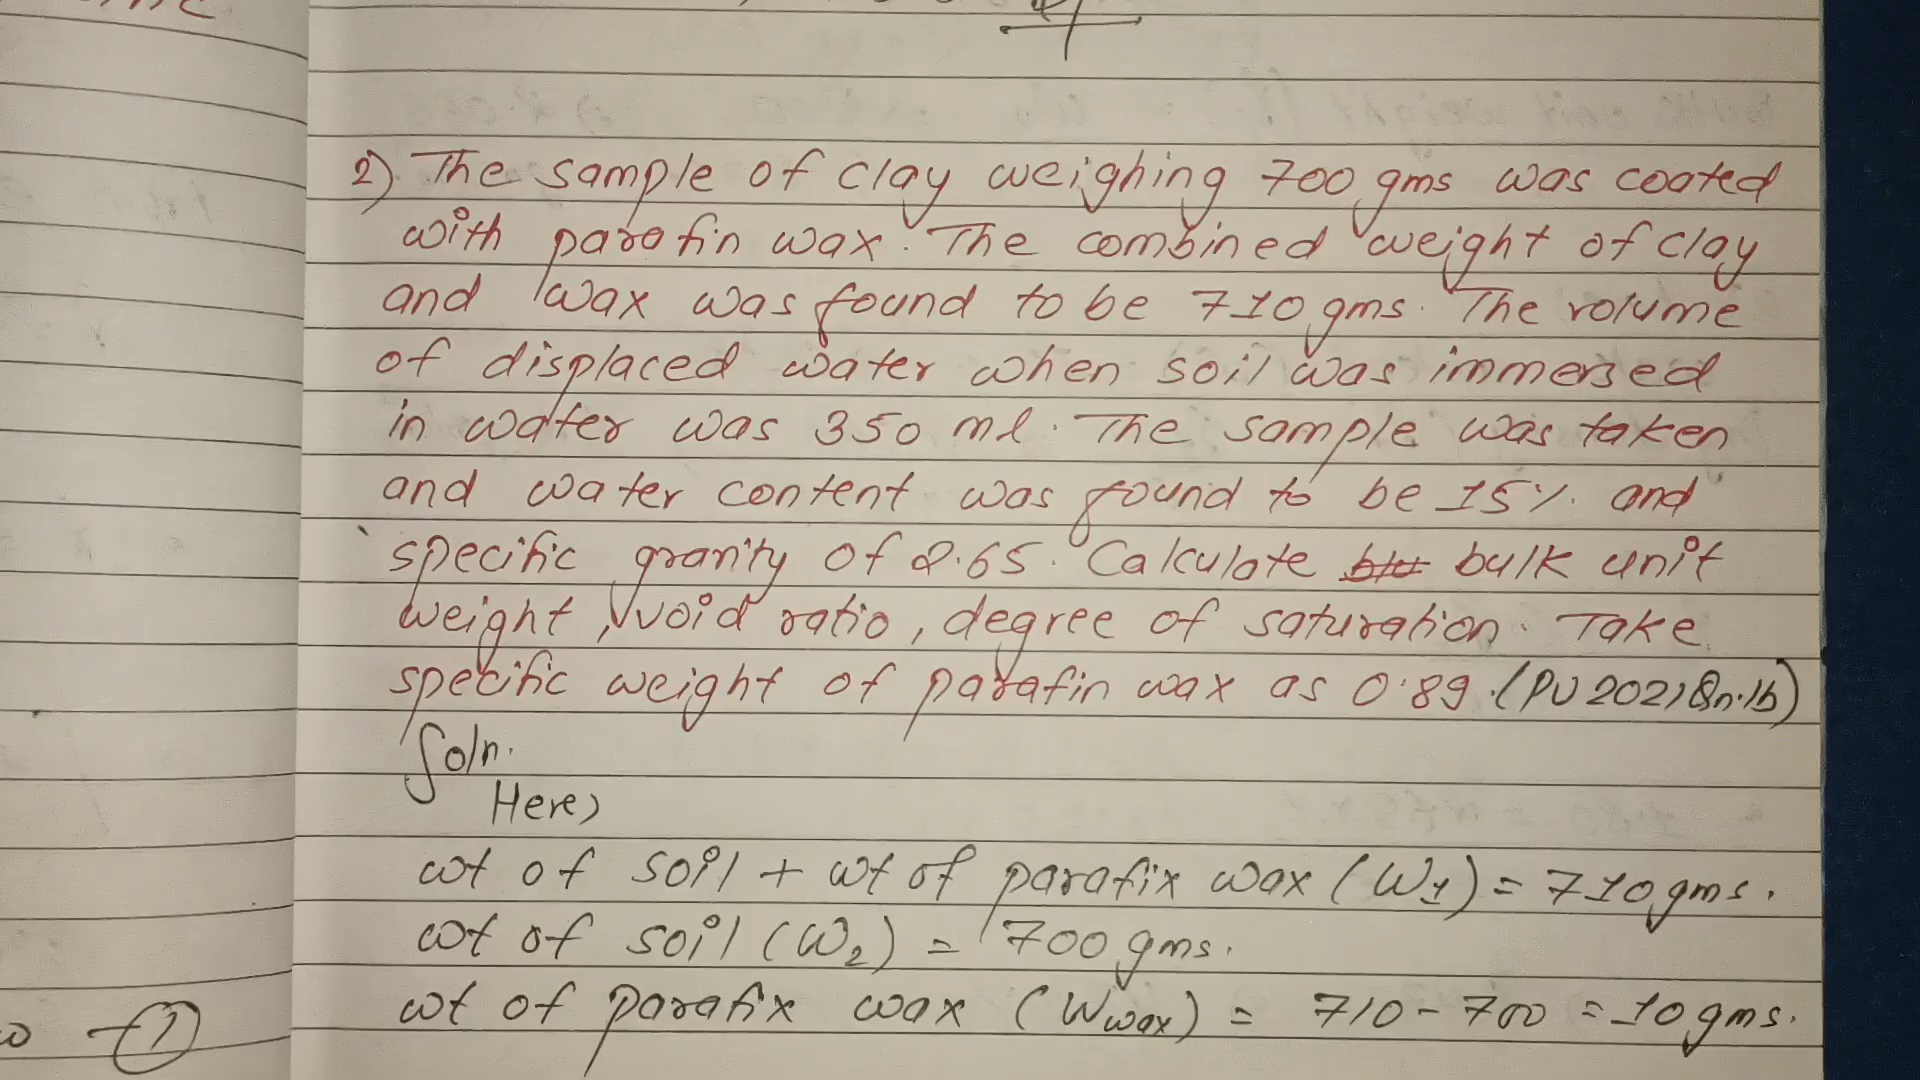 2) The sample of clay weighing 700 gms was coated
with parafin wax. The combined weight of clay
and wax was found to be 710 gms. The volume
of displaced water when soil was immersed
in water was 350 ml. The sample was taken
and water content was found to be 15% and
specific gravity of 2.65. Calculate bulk unit
weight, void ratio, degree of saturation. Take
specific weight of parafin wax as 0.89. (PU 2021 Qn.1b)
Soln.
Here,
wt of soil + wt of parafix wax (W1) = 710 gms.
wt of soil (W2) = 700 gms.
wt of parafix wax (Wwax) = 710 - 700 = 10 gms.